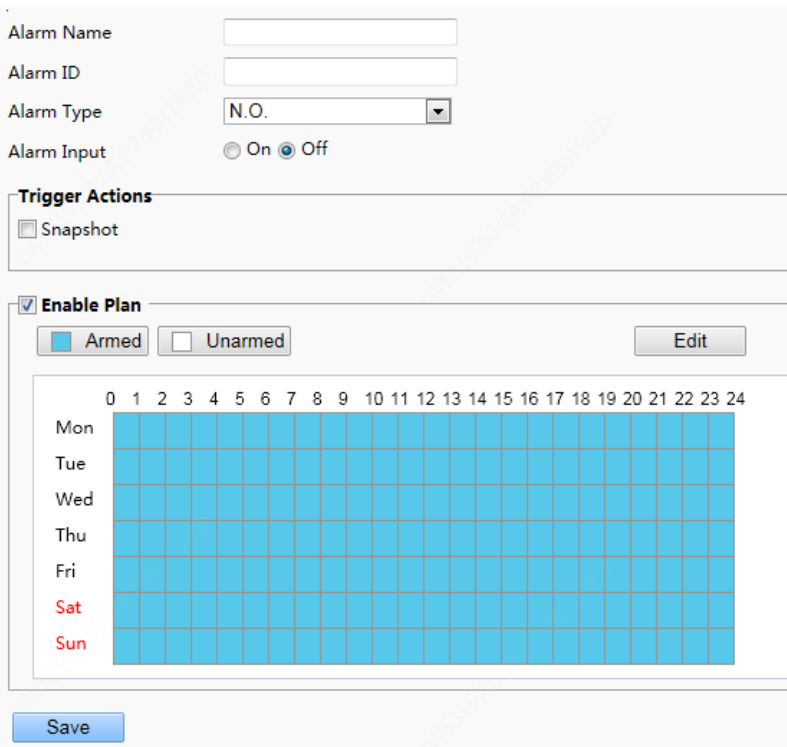 Alarm Name
Alarm ID
Alarm Type N.O.
Alarm Input On Off
Trigger Actions
Snapshot
Enable Plan
Armed Unarmed Edit
0 1 2 3 4 5 6 7 8 9 10 11 12 13 14 15 16 17 18 19 20 21 22 23 24
Mon
Tue
Wed
Thu
Fri
Sat
Sun
Save